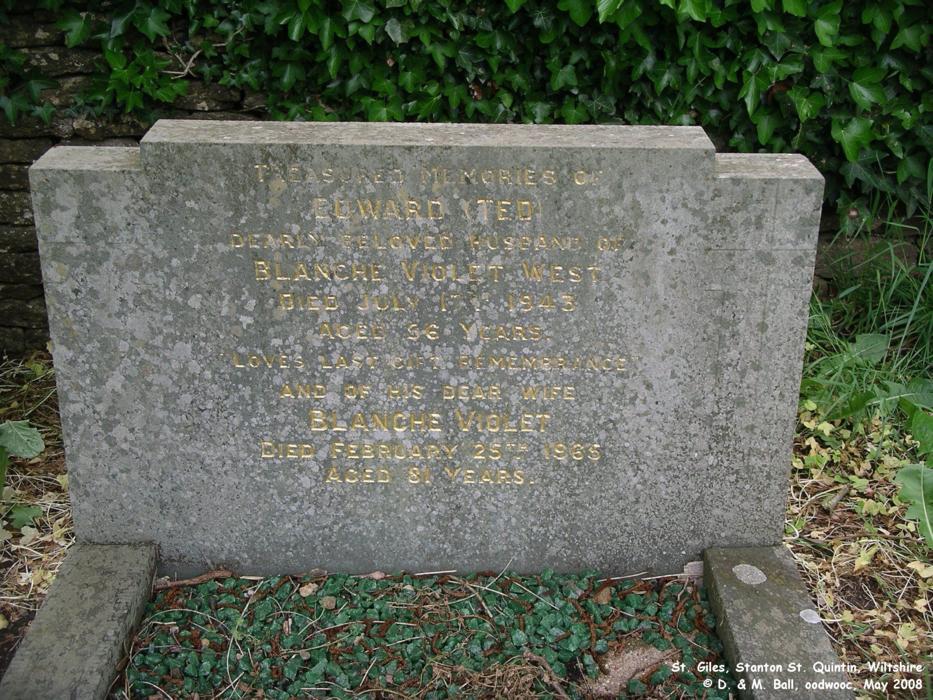 TREASURED MEMORIES OF
EDWARD (TED)
DEARLY BELOVED HUSBAND OF
BLANCHE VIOLET WEST
DIED JULY 17TH 1943
AGED 56 YEARS.
"LOVES LAST GIFT REMEMBRANCE"
AND OF HIS DEAR WIFE
BLANCHE VIOLET
DIED FEBRUARY 25TH 1965
AGED 81 YEARS.
St. Giles, Stanton St. Quinton, Wiltshire
© D. & M. Ball, oodwooc, May 2008